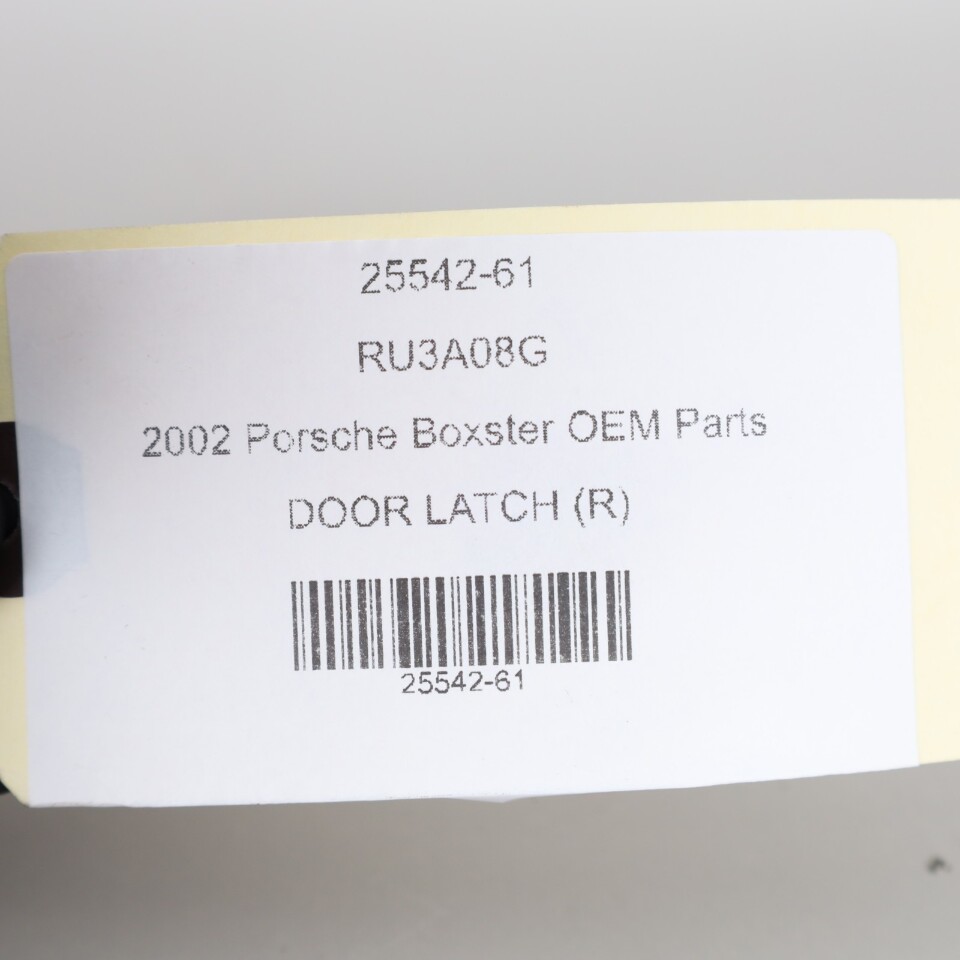 25542-61
RU3A08G
2002 Porsche Boxster OEM Parts
DOOR LATCH (R)
25542-61